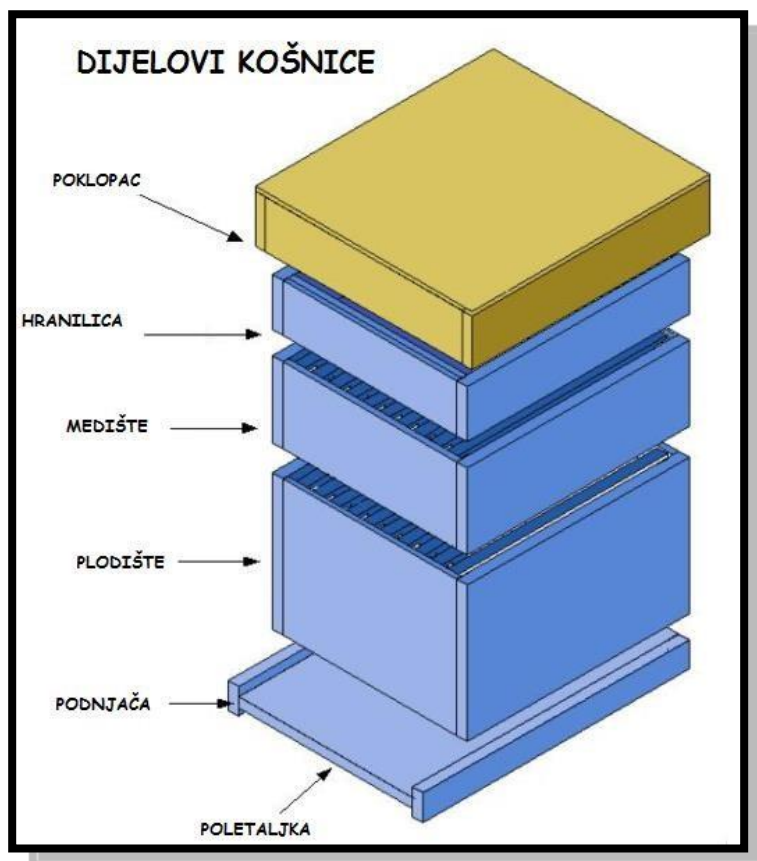 DIJELOVI KOŠNICE
POKLOPAC
HRANILICA
MEDIŠTE
PLODIŠTE
PODNJAČA
POLETALJKA